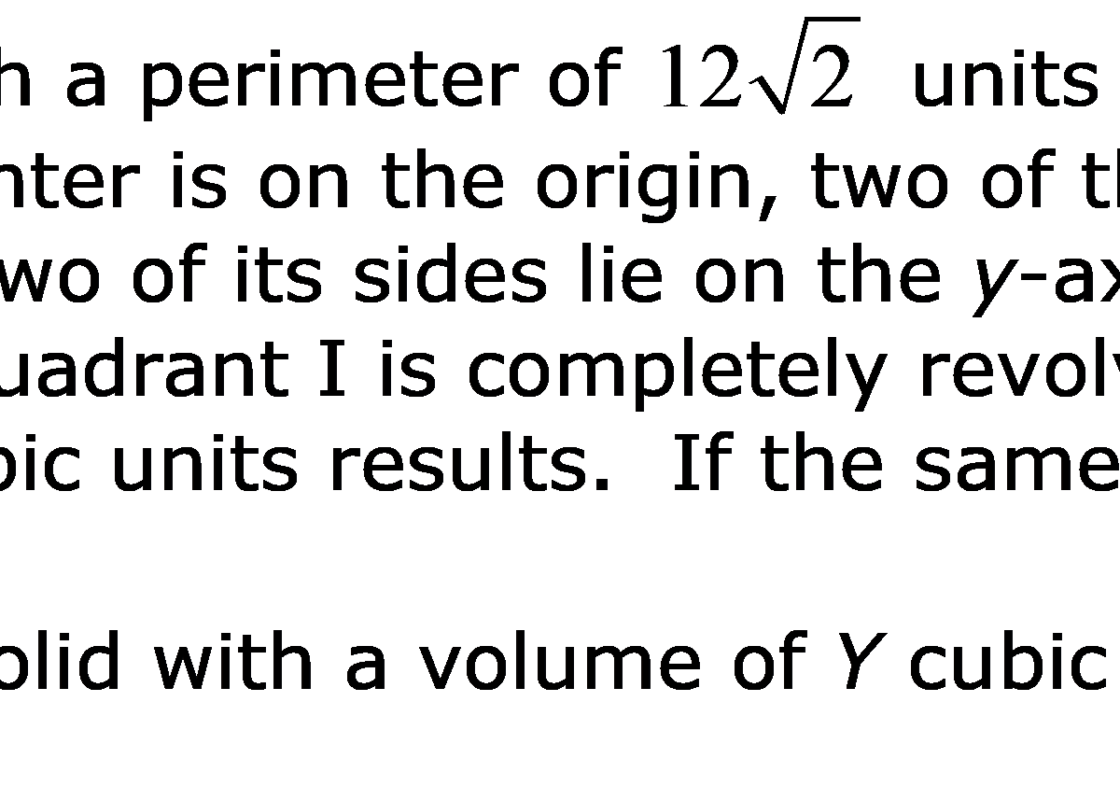 h a perimeter of 12√2 units
nter is on the origin, two of th
wo of its sides lie on the y-ax
uadrant I is completely revolv
bic units results. If the same
olid with a volume of Y cubic